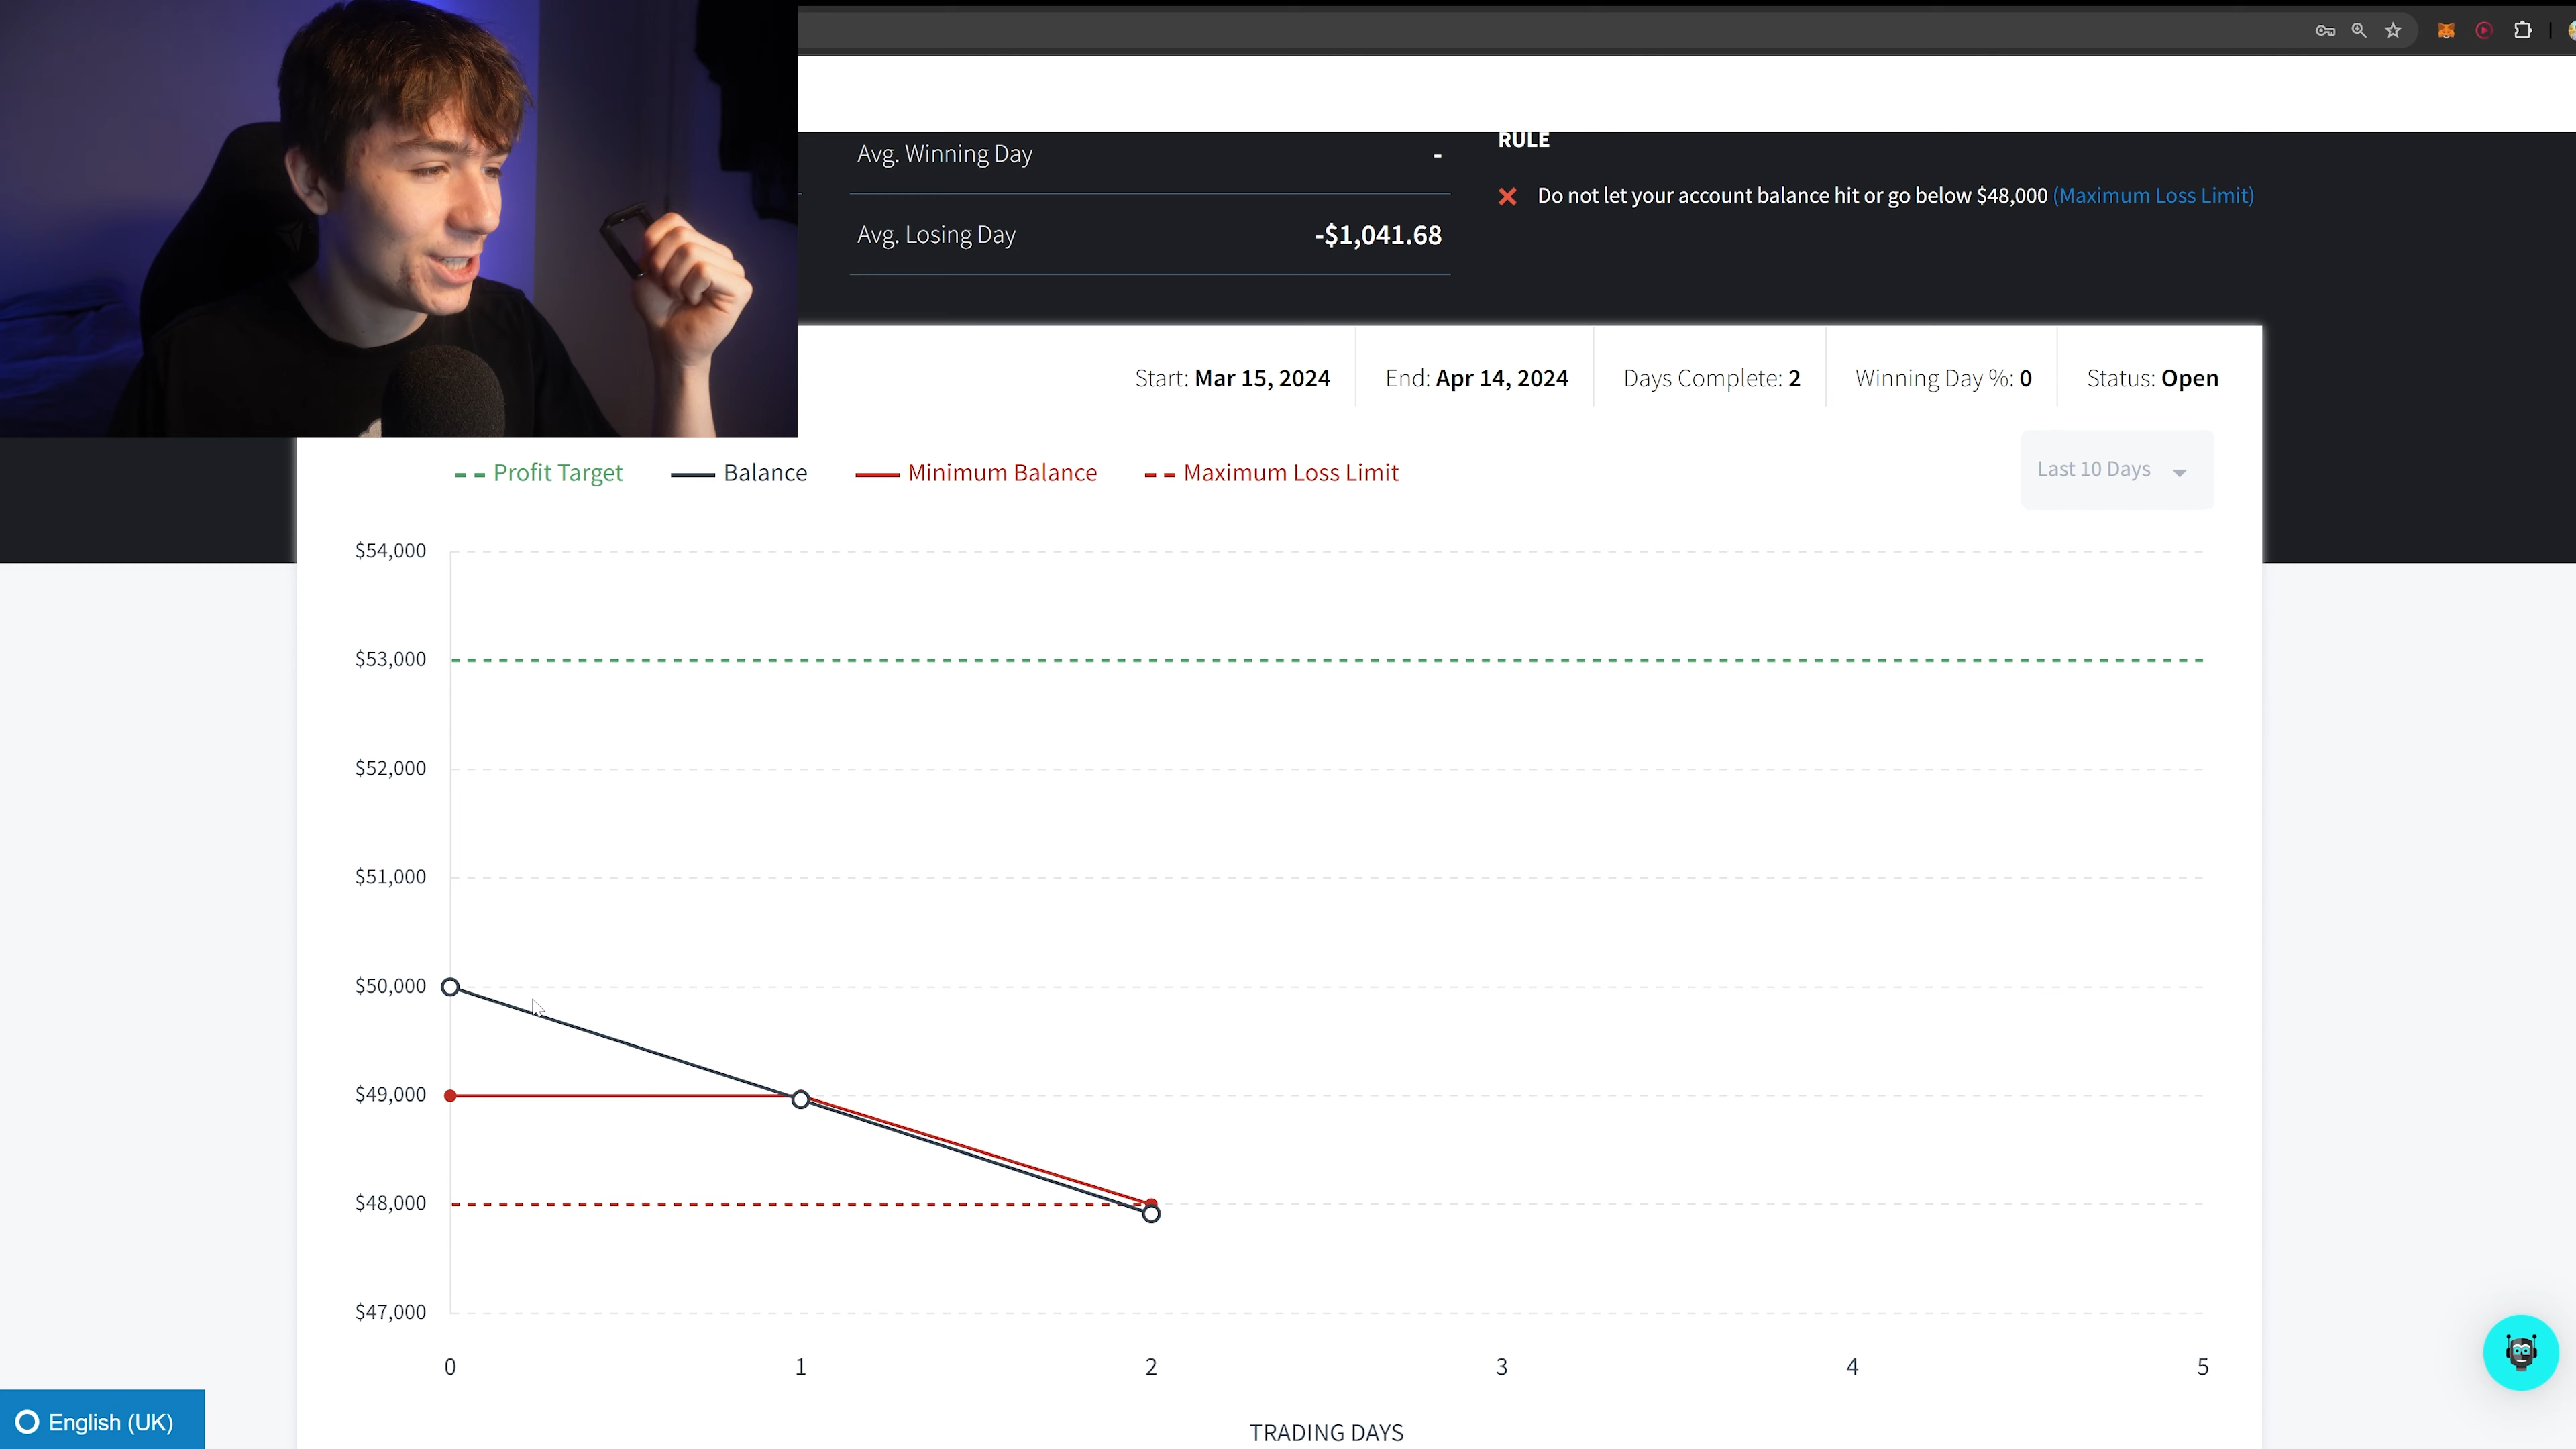 Avg. Winning Day -
Avg. Losing Day -$1,041.68
RULE
Do not let your account balance hit or go below $48,000 (Maximum Loss Limit)
Start: Mar 15, 2024 End: Apr 14, 2024 Days Complete: 2 Winning Day %: 0 Status: Open
Profit Target Balance Minimum Balance Maximum Loss Limit
Last 10 Days
$54,000
$53,000
$52,000
$51,000
$50,000
$49,000
$48,000
$47,000
0 1 2 3 4 5
TRADING DAYS
English (UK)